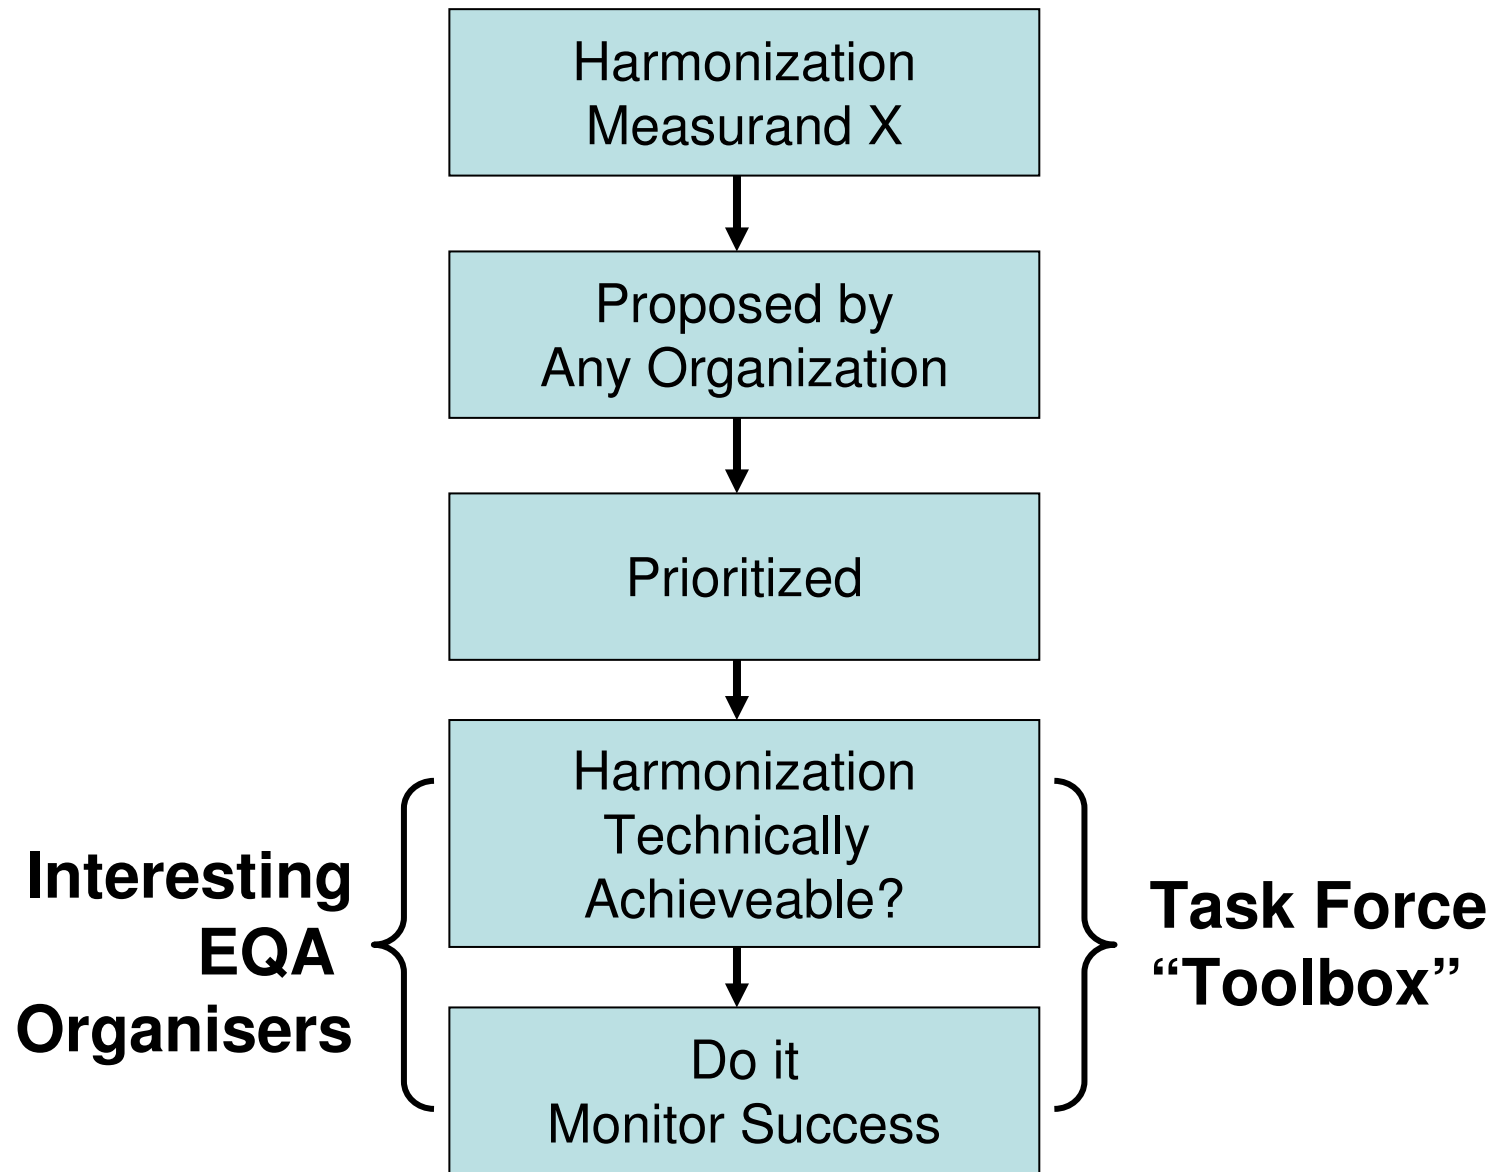 Harmonization
Measurand X
Proposed by
Any Organization
Prioritized
Harmonization
Technically
Achieveable?
Interesting
EQA
Organisers
Task Force
“Toolbox”
Do it
Monitor Success